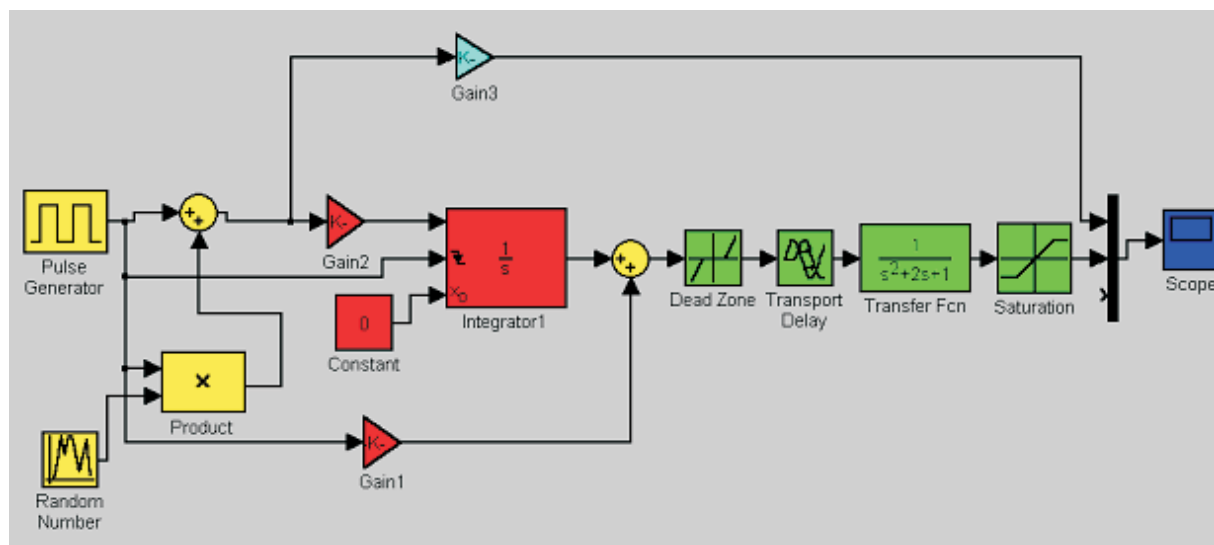 K-
Gain3
Pulse
Generator
++
K-
Gain2
1
s
x0
Integrator1
0
Constant
++
Dead Zone
Transport
Delay
1
s2+2s+1
Transfer Fcn
Saturation
Scope
×
Product
K-
Gain1
Random
Number